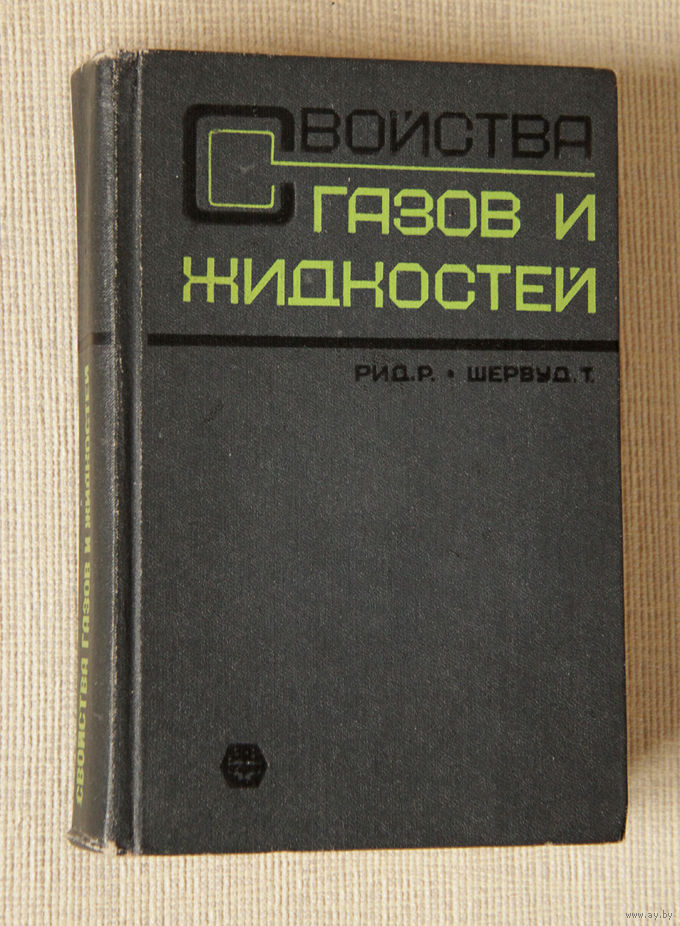 СВОЙСТВА
ГАЗОВ И
ЖИДКОСТЕЙ
РИД.Р. • ШЕРВУД.Т.
СВОЙСТВА ГАЗОВ И ЖИДКОСТЕЙ
www.ay.by